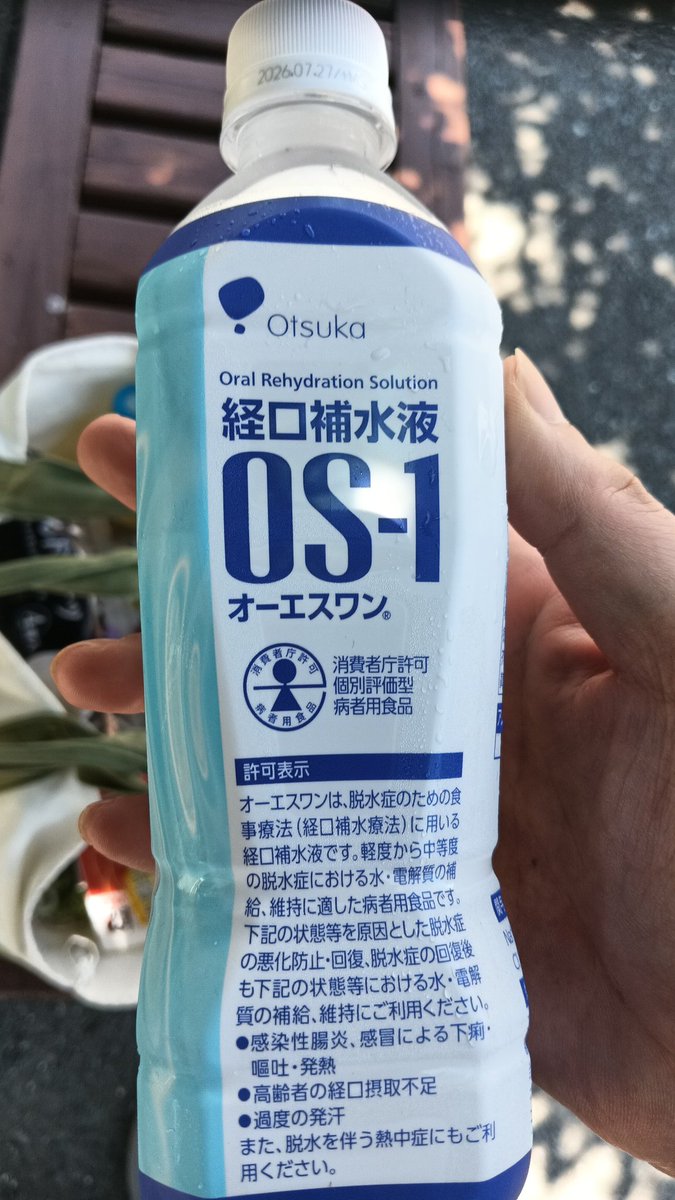 2026.07.27/H
Otsuka
Oral Rehydration Solution
経口補水液
OS-1
オーエスワン®
消費者庁許可
病者用食品
消費者庁許可
個別評価型
病者用食品
許可表示
オーエスワンは、脱水症のための食
事療法(経口補水療法)に用いる
経口補水液です。軽度から中等度
の脱水症における水・電解質の補
給、維持に適した病者用食品です。
下記の状態等を原因とした脱水症
の悪化防止・回復、脱水症の回復後
も下記の状態等における水・電解
質の補給、維持にご利用ください。
●感染性腸炎、感冒による下痢・
嘔吐・発熱
●高齢者の経口摂取不足
●過度の発汗
また、脱水を伴う熱中症にもご利
用ください。